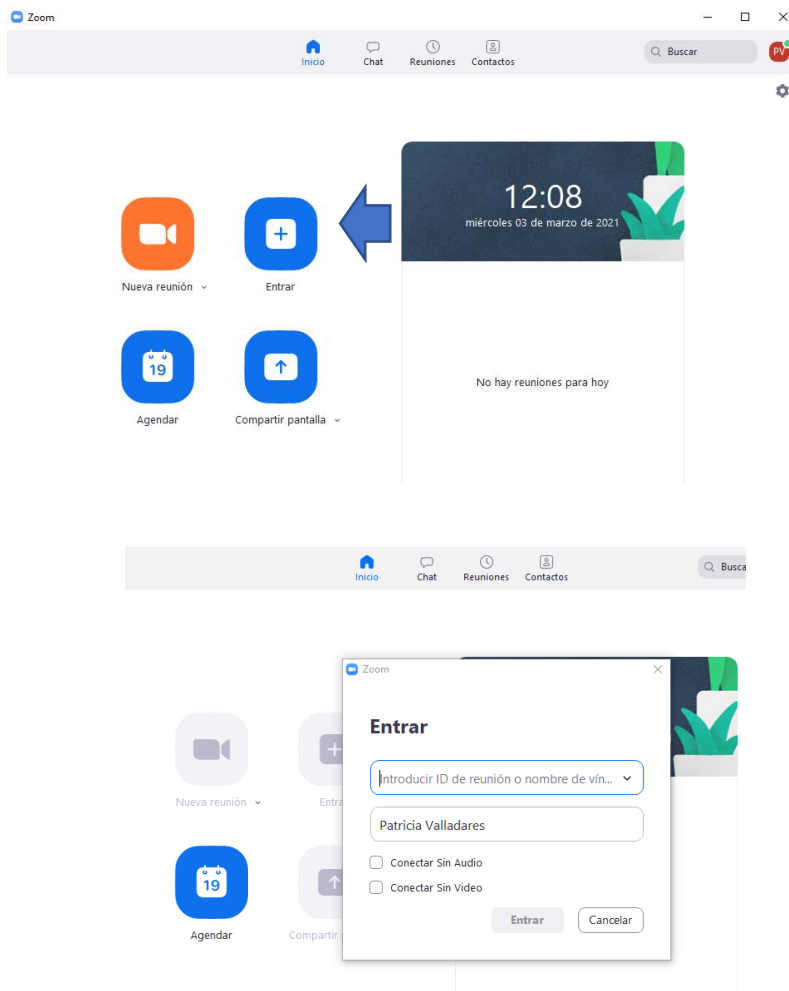 Zoom
Inicio
Chat
Reuniones
Contactos
Buscar
PV
12:08
miércoles 03 de marzo de 2021
Nueva reunión
Entrar
19
Agendar
Compartir pantalla
No hay reuniones para hoy
Inicio
Chat
Reuniones
Contactos
Busca
Zoom
Entrar
Introducir ID de reunión o nombre de vín...
Patricia Valladares
Conectar Sin Audio
Conectar Sin Video
Entrar
Cancelar
Nueva reunión
Entra
19
Agendar
Compartir